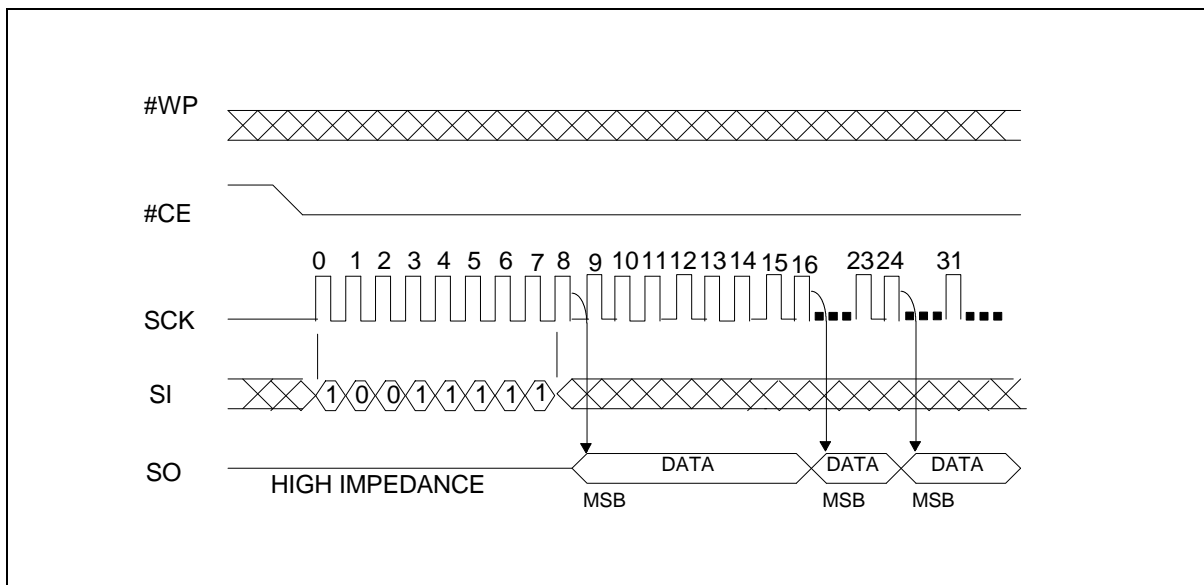 #WP
#CE
0 1 2 3 4 5 6 7 8 9 10 11 12 13 14 15 16 23 24 31
SCK
SI 1 0 0 1 1 1 1 1
SO HIGH IMPEDANCE DATA DATA DATA
MSB MSB MSB